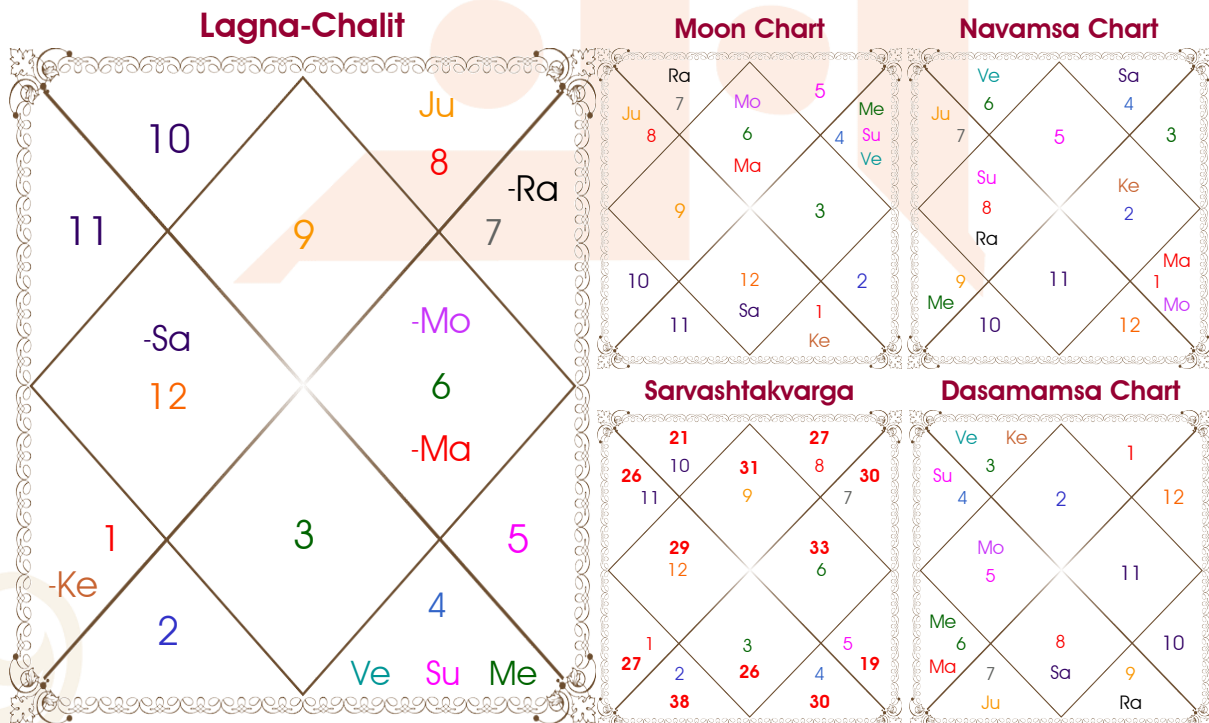 Lagna-Chalit
Ju
10
8
-Ra
11
9
7
-Sa
-Mo
12
6
-Ma
1
3
5
-Ke
2
4
Ve Su Me
Moon Chart
Ra
5
7
Mo
Me
Ju
8
6
4
Su
Ma
Ve
9
3
10
12
2
11
Sa
1
Ke
Navamsa Chart
Ve
Sa
6
4
Ju
7
5
3
Su
Ke
8
2
Ra
Ma
9
11
1
Me
Mo
10
12
Sarvashtakvarga
21
27
10
31
8
26
30
11
9
7
29
33
12
6
1
3
5
27
2
26
4
19
38
30
Dasamamsa Chart
Ve Ke
1
3
Su
4
2
12
Mo
5
11
Me
6
8
10
Ma
7
Sa
9
Ju
Ra